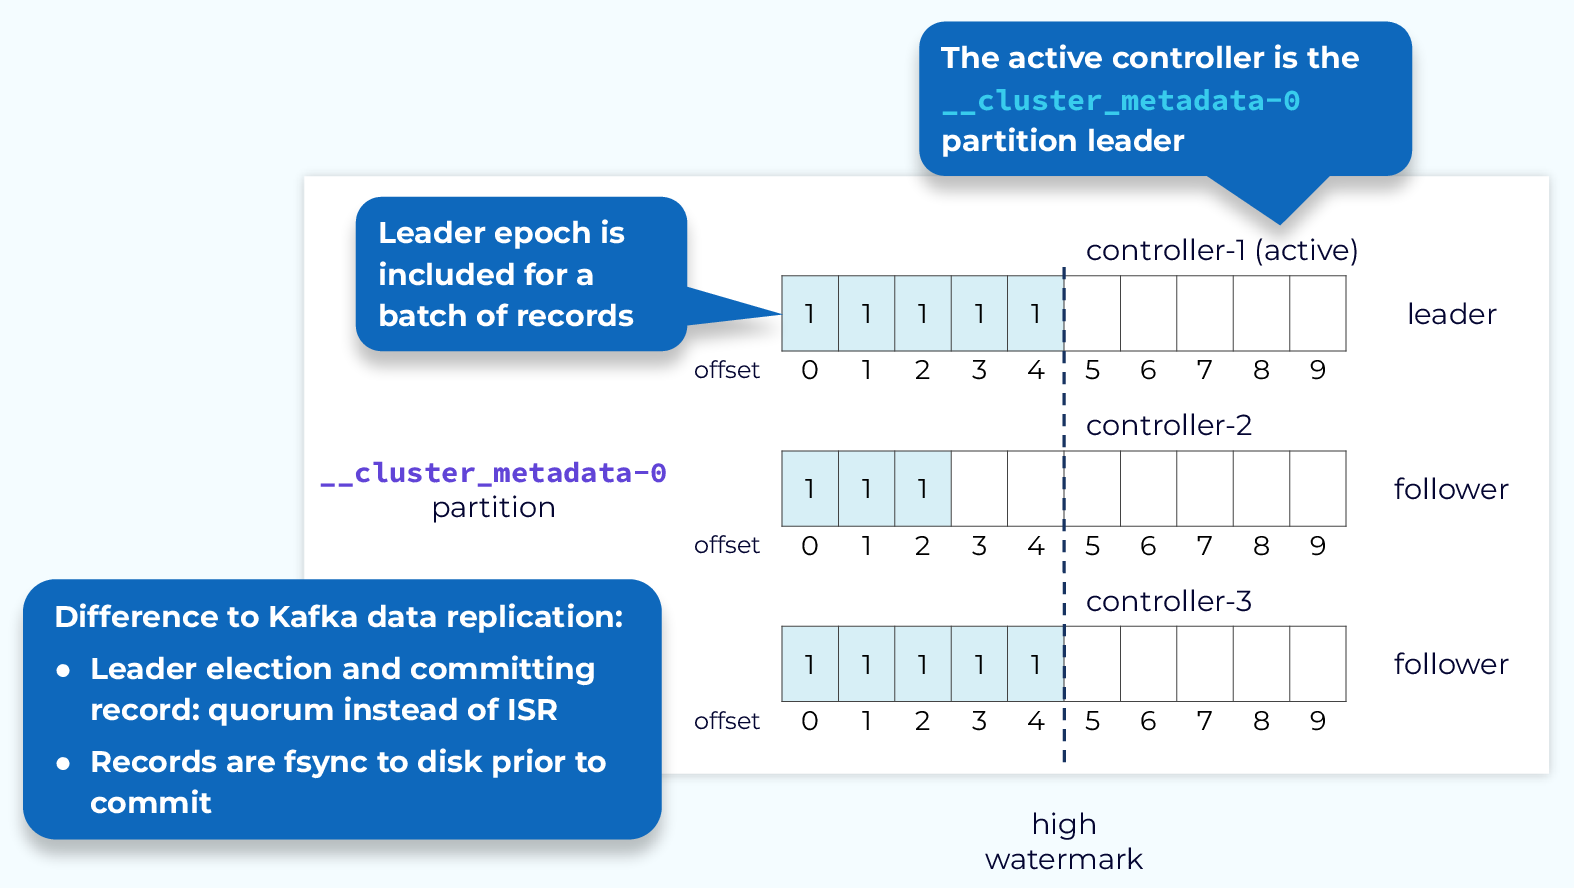 The active controller is the
__cluster_metadata-0
partition leader
Leader epoch is
included for a
batch of records
controller-1 (active)
1 1 1 1 1
leader
offset 0 1 2 3 4 5 6 7 8 9
controller-2
__cluster_metadata-0
partition
1 1 1
follower
offset 0 1 2 3 4 5 6 7 8 9
controller-3
1 1 1 1 1
follower
offset 0 1 2 3 4 5 6 7 8 9
Difference to Kafka data replication:
● Leader election and committing
record: quorum instead of ISR
● Records are fsync to disk prior to
commit
high
watermark